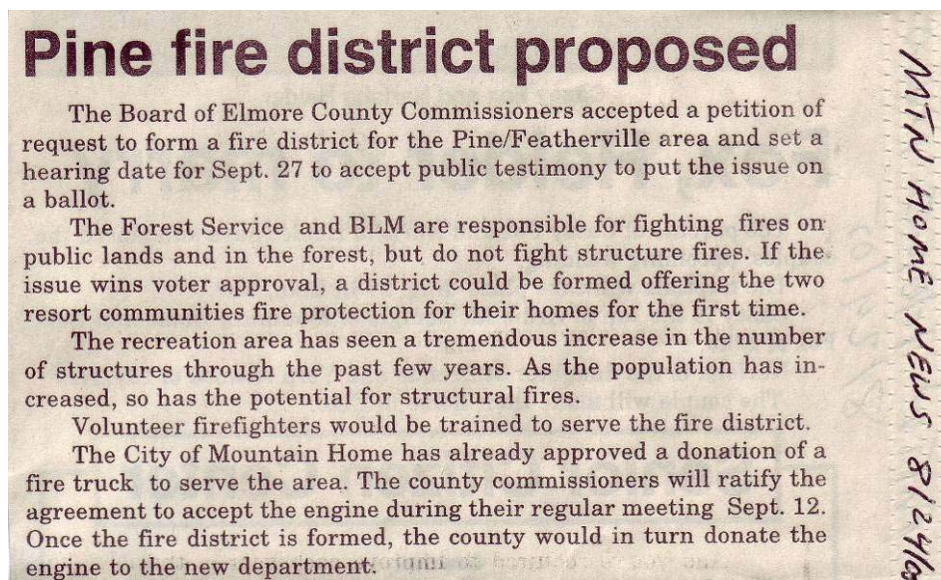 Pine fire district proposed
The Board of Elmore County Commissioners accepted a petition of
request to form a fire district for the Pine/Featherville area and set a
hearing date for Sept. 27 to accept public testimony to put the issue on
a ballot.
The Forest Service and BLM are responsible for fighting fires on
public lands and in the forest, but do not fight structure fires. If the
issue wins voter approval, a district could be formed offering the two
resort communities fire protection for their homes for the first time.
The recreation area has seen a tremendous increase in the number
of structures through the past few years. As the population has in-
creased, so has the potential for structural fires.
Volunteer firefighters would be trained to serve the fire district.
The City of Mountain Home has already approved a donation of a
fire truck to serve the area. The county commissioners will ratify the
agreement to accept the engine during their regular meeting Sept. 12.
Once the fire district is formed, the county would in turn donate the
engine to the new department.
MTN HOME NEWS